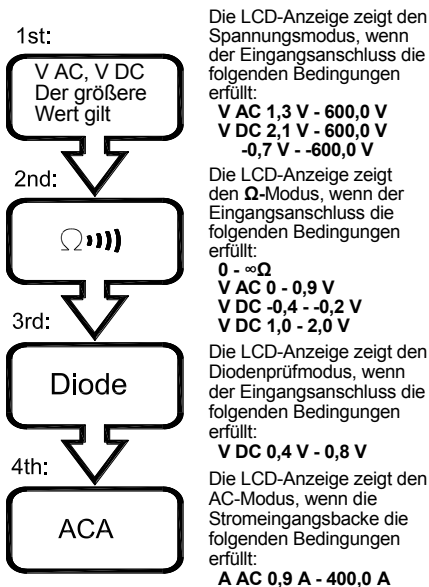 1st:
V AC, V DC
Der größere
Wert gilt
Die LCD-Anzeige zeigt den
Spannungsmodus, wenn
der Eingangsanschluss die
folgenden Bedingungen
erfüllt:
V AC 1,3 V - 600,0 V
V DC 2,1 V - 600,0 V
-0,7 V - -600,0 V
2nd:
Ω
Die LCD-Anzeige zeigt
den Ω-Modus, wenn der
Eingangsanschluss die
folgenden Bedingungen
erfüllt:
0 - ∞Ω
V AC 0 - 0,9 V
V DC -0,4 - -0,2 V
V DC 1,0 - 2,0 V
3rd:
Diode
Die LCD-Anzeige zeigt den
Diodenprüfmodus, wenn
der Eingangsanschluss die
folgenden Bedingungen
erfüllt:
V DC 0,4 V - 0,8 V
4th:
ACA
Die LCD-Anzeige zeigt den
AC-Modus, wenn die
Stromeingangsbacke die
folgenden Bedingungen
erfüllt:
A AC 0,9 A - 400,0 A